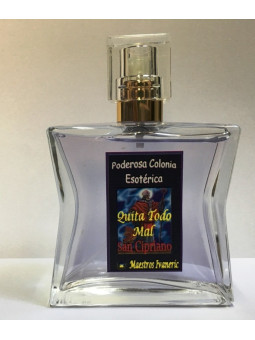 Poderosa Colonia
Esotérica
Quita Todo
Mal
san Cipriano
Maestros Ivaneric